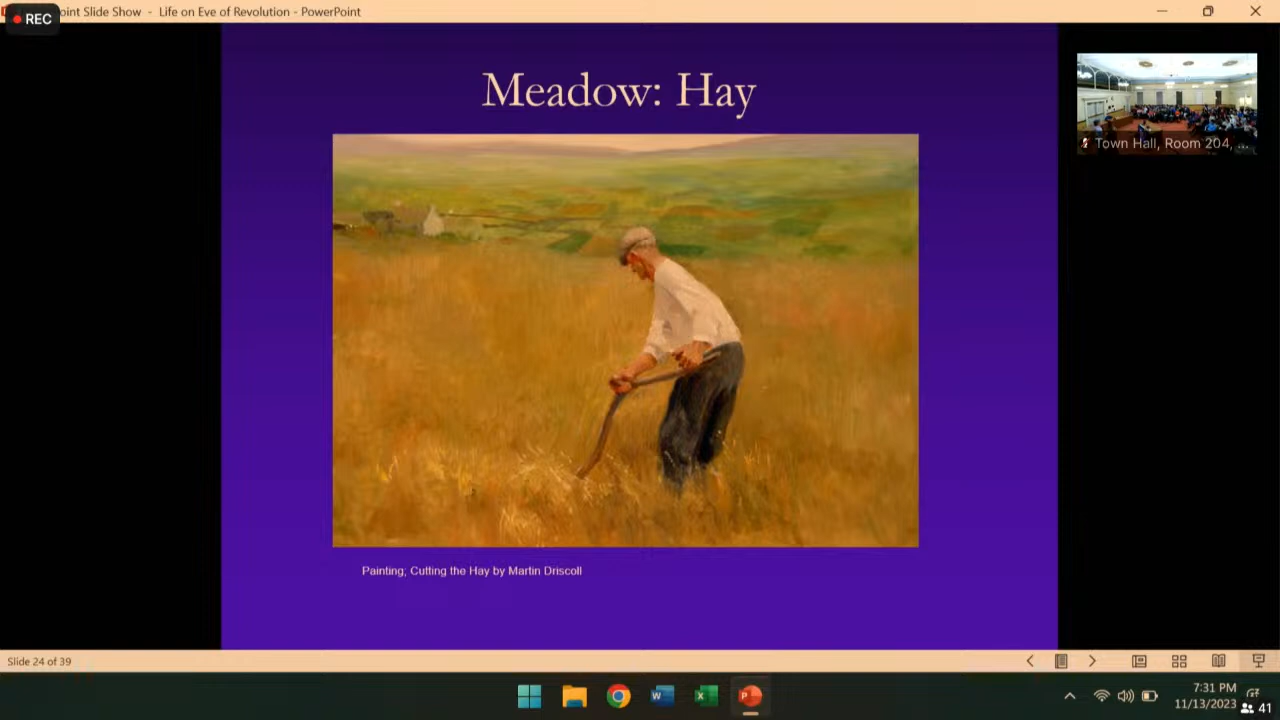 REC
oint Slide Show - Life on Eve of Revolution - PowerPoint
Meadow: Hay
Town Hall, Room 204, ...
Painting; Cutting the Hay by Martin Driscoll
Slide 24 of 39
7:31 PM
11/13/2023
41